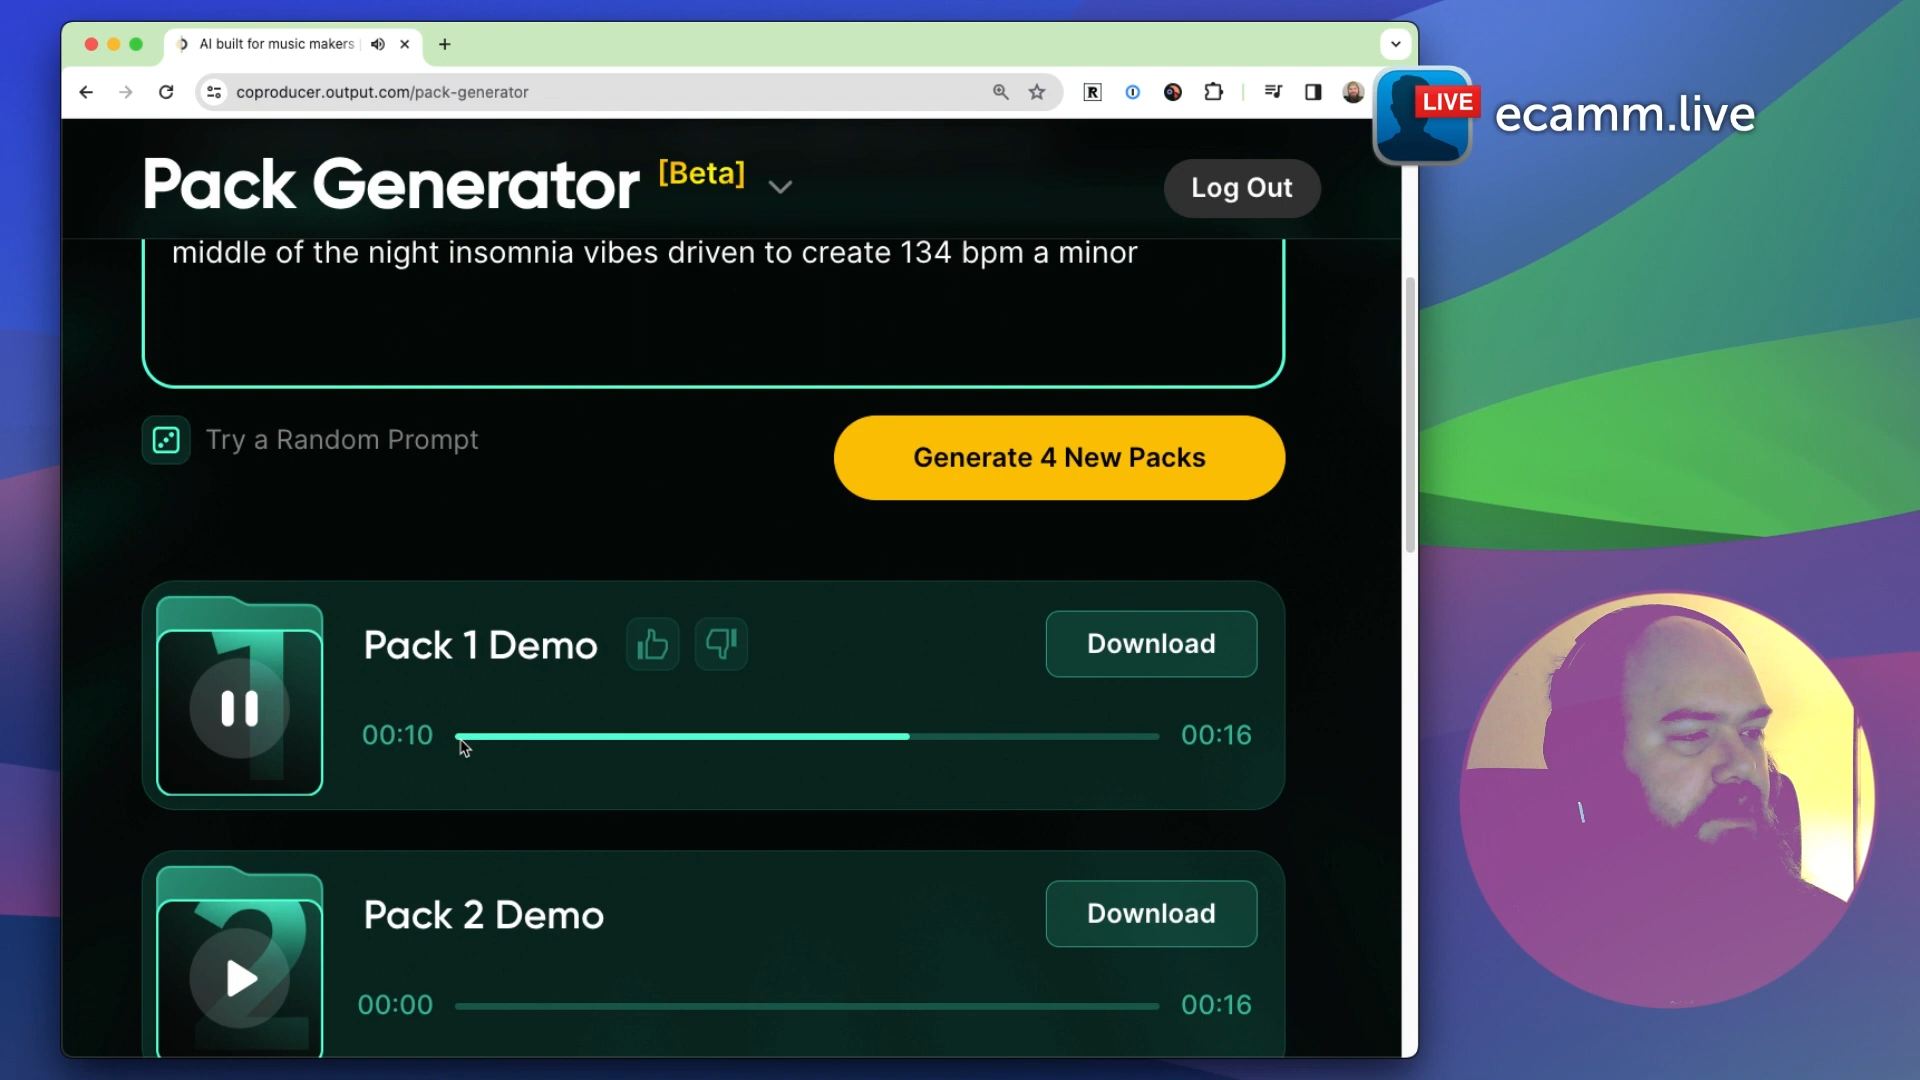 AI built for music makers
coproducer.output.com/pack-generator
LIVE
ecamm.live
Pack Generator [Beta]
Log Out
middle of the night insomnia vibes driven to create 134 bpm a minor
Try a Random Prompt
Generate 4 New Packs
1
Pack 1 Demo
Download
00:10
00:16
2
Pack 2 Demo
Download
00:00
00:16